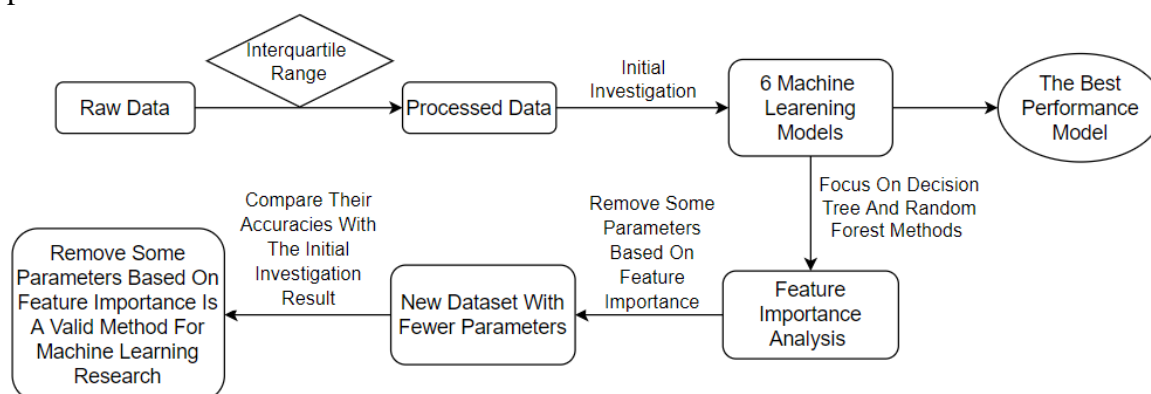 Interquartile
Range
Raw Data
Processed Data
Initial
Investigation
6 Machine
Learening
Models
The Best
Performance
Model
Focus On Decision
Tree And Random
Forest Methods
Feature
Importance
Analysis
Remove Some
Parameters
Based On
Feature
Importance
New Dataset With
Fewer Parameters
Compare Their
Accuracies With
The Initial
Investigation
Result
Remove Some
Parameters Based On
Feature Importance Is
A Valid Method For
Machine Learning
Research